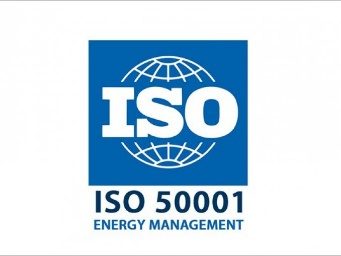 ISO
ISO 50001
ENERGY MANAGEMENT